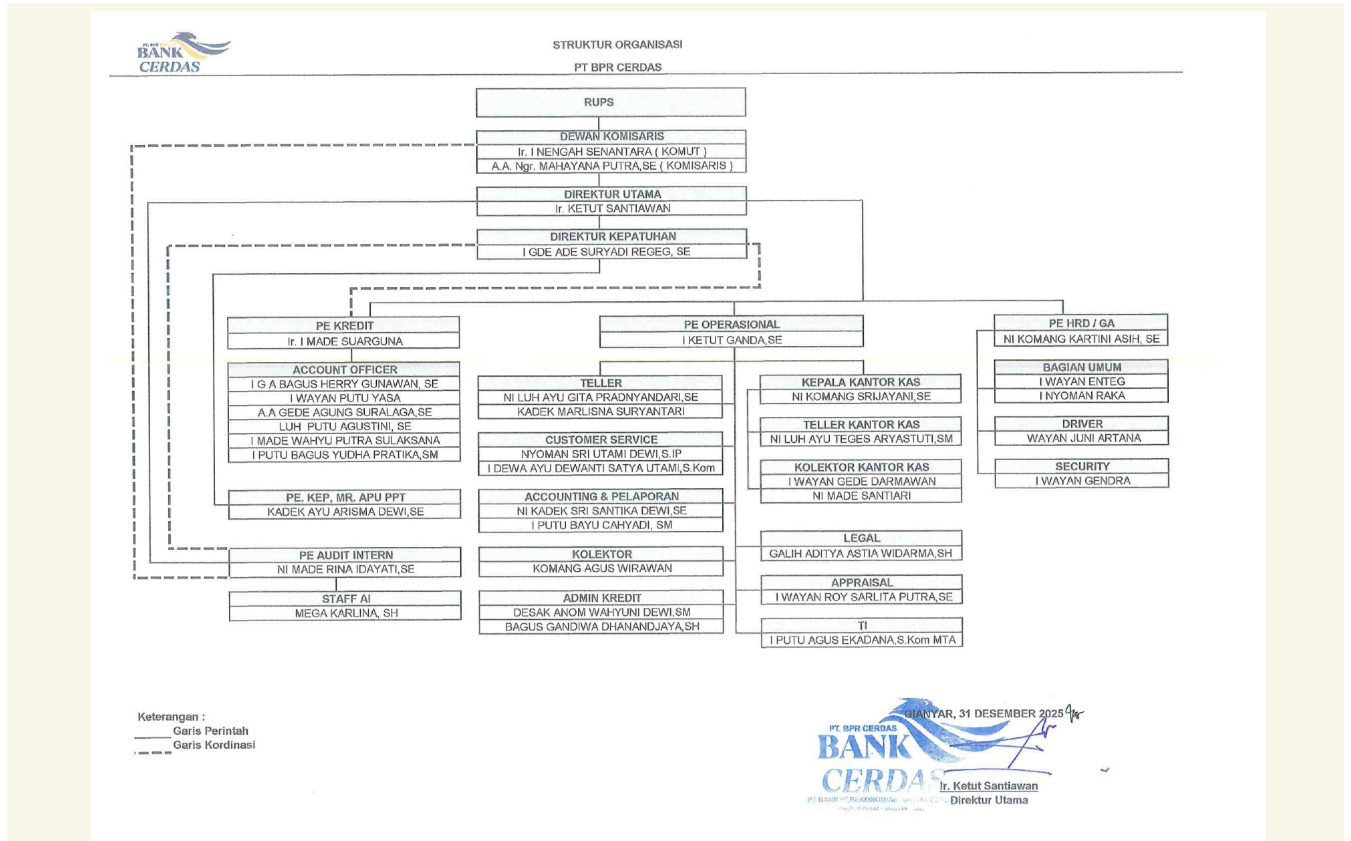 BANK
CERDAS
STRUKTUR ORGANISASI
PT BPR CERDAS
RUPS
DEWAN KOMISARIS
Ir. I NENGAH SENANTARA ( KOMUT )
A.A. Ngr. MAHAYANA PUTRA,SE ( KOMISARIS )
DIREKTUR UTAMA
Ir. KETUT SANTIAWAN
DIREKTUR KEPATUHAN
I GDE ADE SURYADI REGEG, SE
PE KREDIT
Ir. I MADE SUARGUNA
ACCOUNT OFFICER
I G A BAGUS HERRY GUNAWAN, SE
I WAYAN PUTU YASA
A.A GEDE AGUNG SURALAGA,SE
LUH PUTU AGUSTINI, SE
I MADE WAHYU PUTRA SULAKSANA
I PUTU BAGUS YUDHA PRATIKA,SM
PE. KEP, MR. APU PPT
KADEK AYU ARISMA DEWI,SE
PE AUDIT INTERN
NI MADE RINA IDAYATI,SE
STAFF AI
MEGA KARLINA, SH
PE OPERASIONAL
I KETUT GANDA,SE
TELLER
NI LUH AYU GITA PRADNYANDARI,SE
KADEK MARLISNA SURYANTARI
CUSTOMER SERVICE
NYOMAN SRI UTAMI DEWI,S.IP
I DEWA AYU DEWANTI SATYA UTAMI,S.Kom
ACCOUNTING & PELAPORAN
NI KADEK SRI SANTIKA DEWI,SE
I PUTU BAYU CAHYADI, SM
KOLEKTOR
KOMANG AGUS WIRAWAN
ADMIN KREDIT
DESAK ANOM WAHYUNI DEWI,SM
BAGUS GANDIWA DHANANDJAYA,SH
KEPALA KANTOR KAS
NI KOMANG SRIJAYANI,SE
TELLER KANTOR KAS
NI LUH AYU TEGES ARYASTUTI,SM
KOLEKTOR KANTOR KAS
I WAYAN GEDE DARMAWAN
NI MADE SANTIARI
LEGAL
GALIH ADITYA ASTIA WIDARMA,SH
APPRAISAL
I WAYAN ROY SARLITA PUTRA,SE
TI
I PUTU AGUS EKADANA,S.Kom MTA
PE HRD / GA
NI KOMANG KARTINI ASIH, SE
BAGIAN UMUM
I WAYAN ENTEG
I NYOMAN RAKA
DRIVER
WAYAN JUNI ARTANA
SECURITY
I WAYAN GENDRA
Keterangan :
Garis Perintah
Garis Kordinasi
GIANYAR, 31 DESEMBER 2025
PT. BPR CERDAS
BANK
CERDAS
Ir. Ketut Santiawan
Direktur Utama